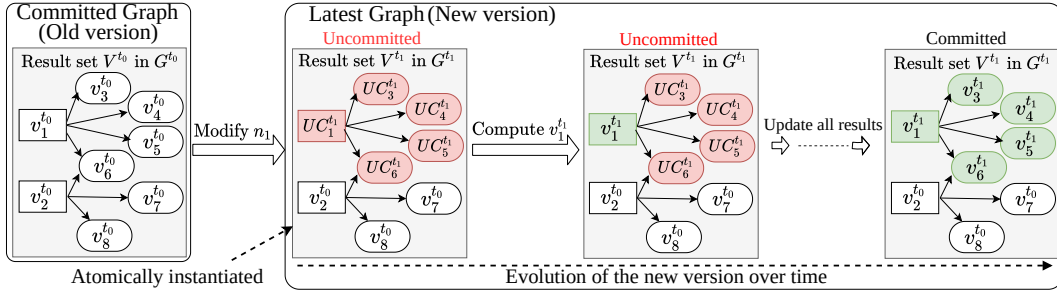 Committed Graph
(Old version)
Result set $V^{t_0}$ in $G^{t_0}$
$v_3^{t_0}$
$v_4^{t_0}$
$v_1^{t_0}$
$v_5^{t_0}$
$v_6^{t_0}$
$v_2^{t_0}$
$v_7^{t_0}$
$v_8^{t_0}$
Modify $n_1$
Latest Graph (New version)
Uncommitted
Result set $V^{t_1}$ in $G^{t_1}$
$UC_3^{t_1}$
$UC_4^{t_1}$
$UC_1^{t_1}$
$UC_5^{t_1}$
$UC_6^{t_1}$
$v_2^{t_0}$
$v_7^{t_0}$
$v_8^{t_0}$
Compute $v_1^{t_1}$
Uncommitted
Result set $V^{t_1}$ in $G^{t_1}$
$UC_3^{t_1}$
$UC_4^{t_1}$
$v_1^{t_1}$
$UC_5^{t_1}$
$UC_6^{t_1}$
$v_2^{t_0}$
$v_7^{t_0}$
$v_8^{t_0}$
Update all results
Committed
Result set $V^{t_1}$ in $G^{t_1}$
$v_3^{t_1}$
$v_4^{t_1}$
$v_1^{t_1}$
$v_5^{t_1}$
$v_6^{t_1}$
$v_2^{t_0}$
$v_7^{t_0}$
$v_8^{t_0}$
Atomically instantiated
Evolution of the new version over time